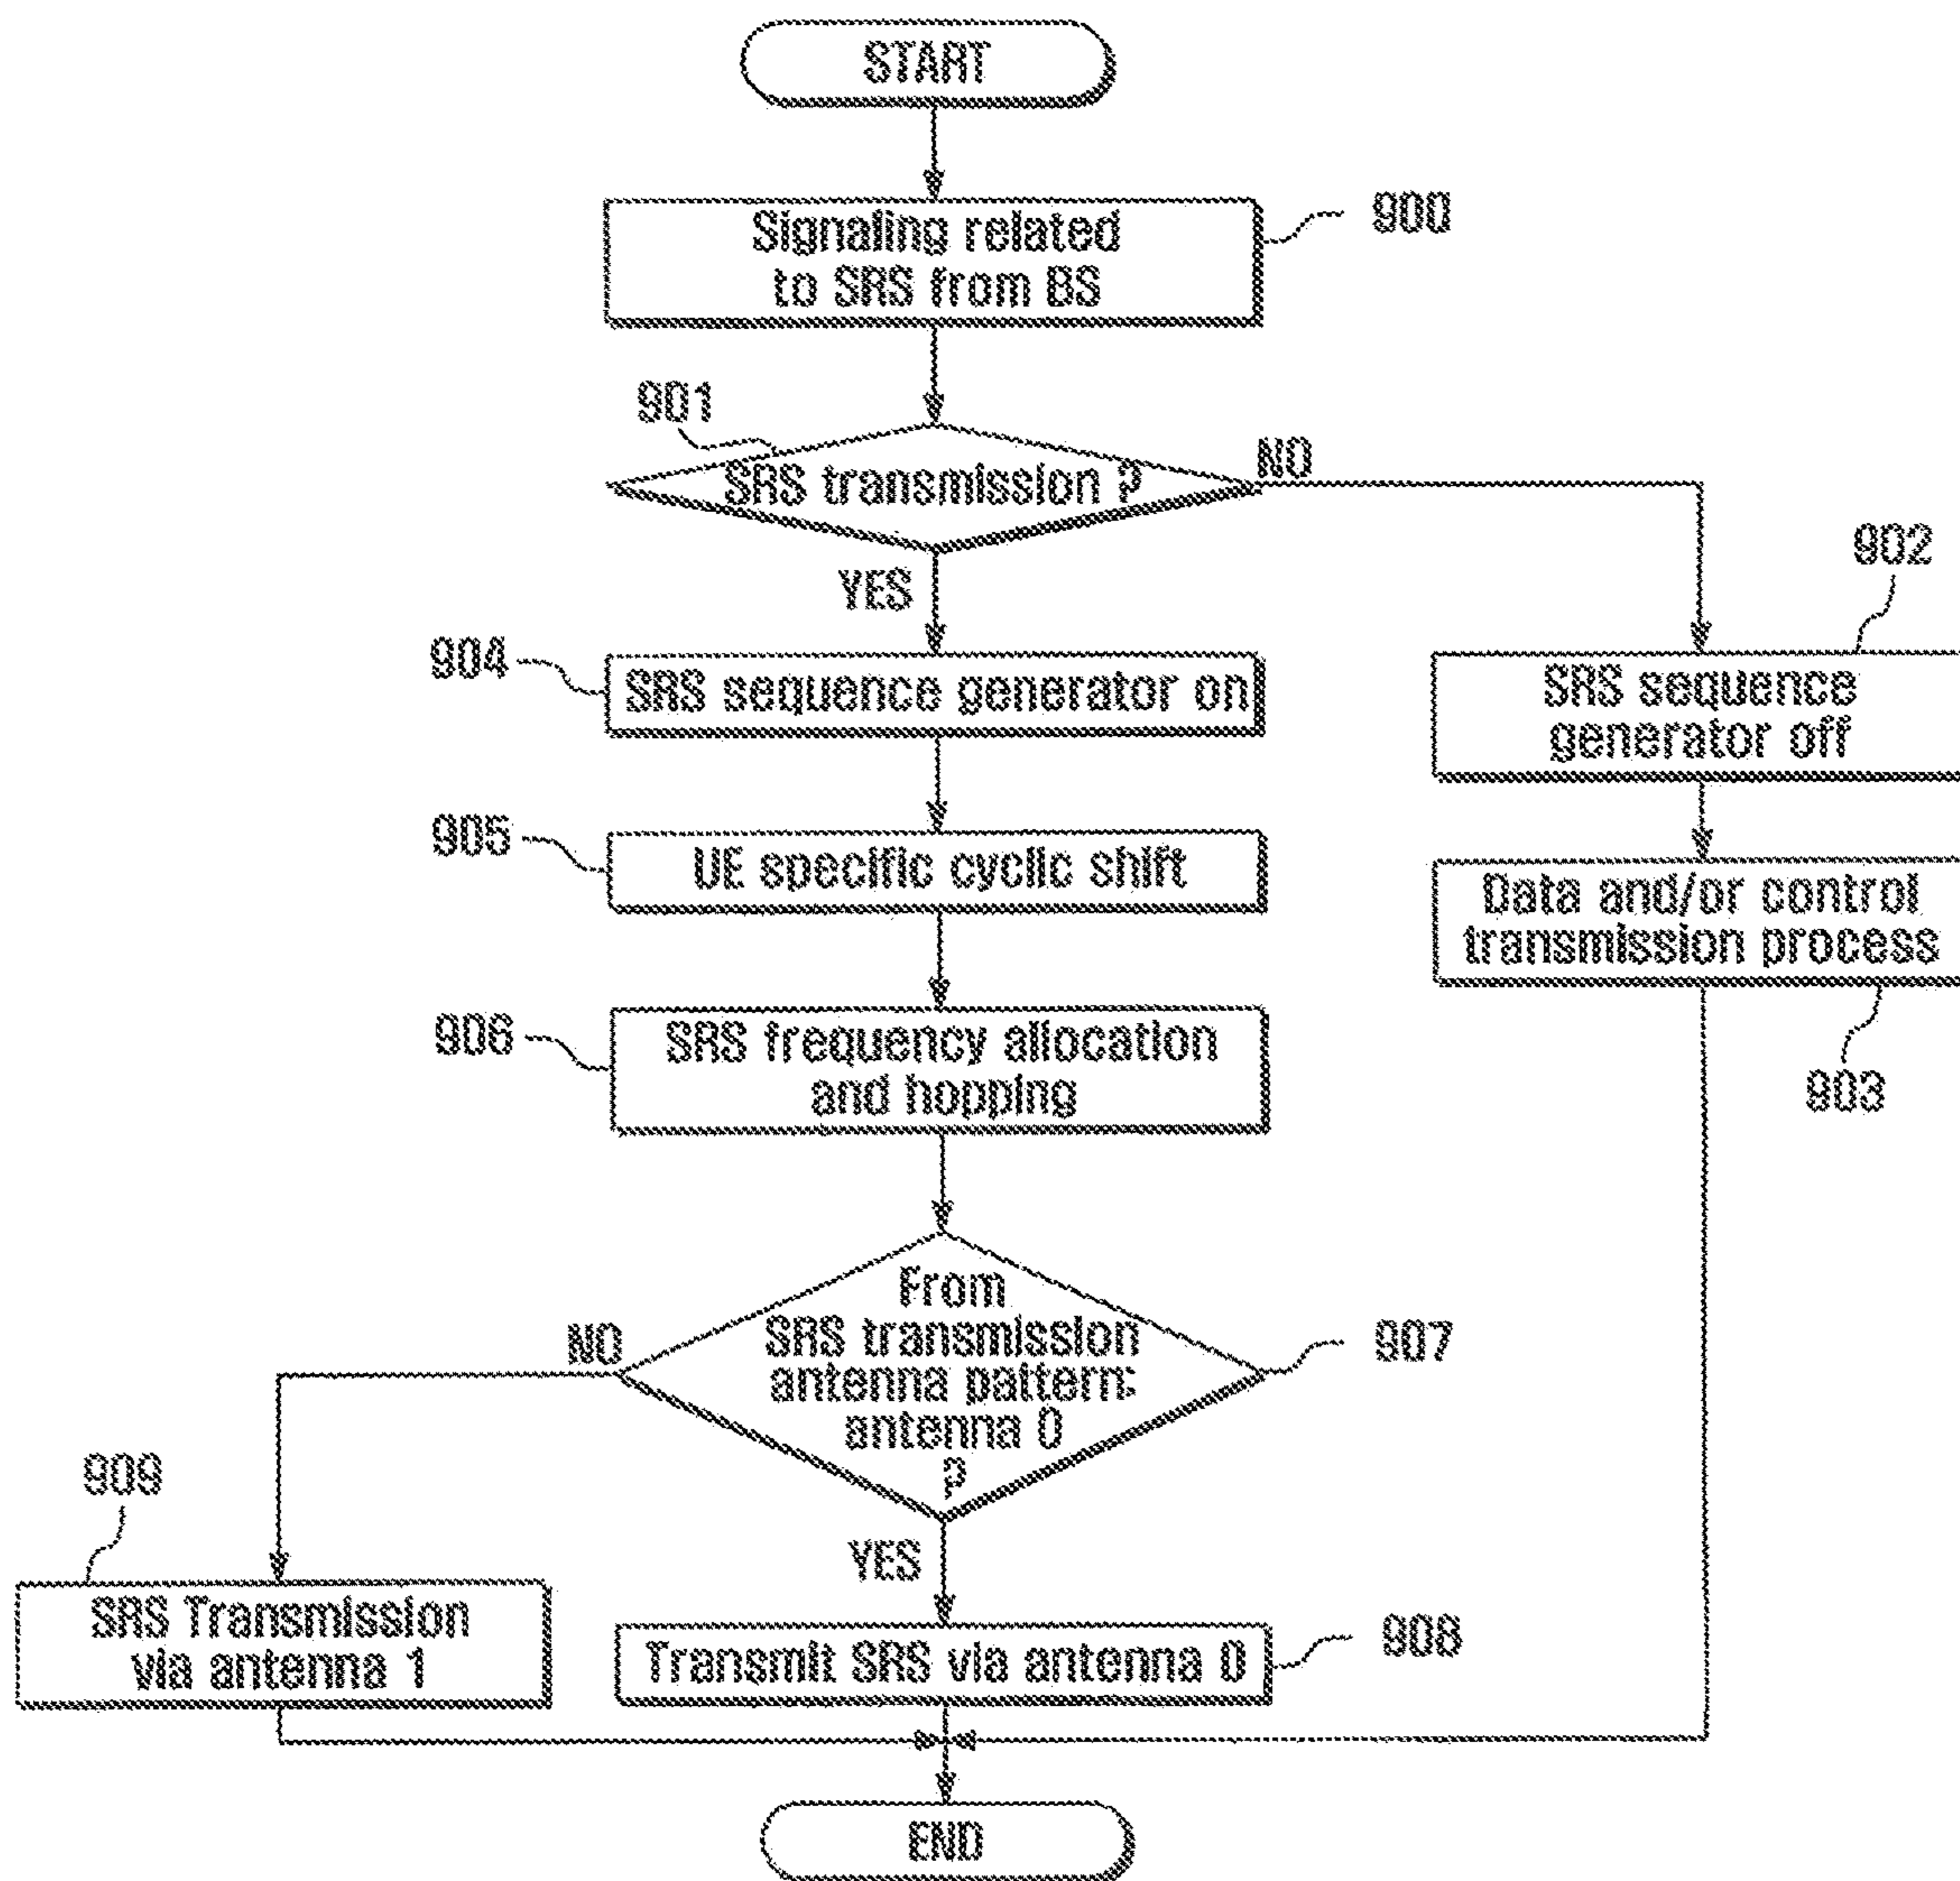 START
Signaling related
to SRS from BS
900
901
SRS transmission ?
NO
YES
902
904
SRS sequence generator on
SRS sequence
generator off
905
UE specific cyclic shift
Data and/or control
transmission process
903
906
SRS frequency allocation
and hopping
From
SRS transmission
antenna pattern:
antenna 0
?
907
NO
YES
909
SRS Transmission
via antenna 1
Transmit SRS via antenna 0
908
END